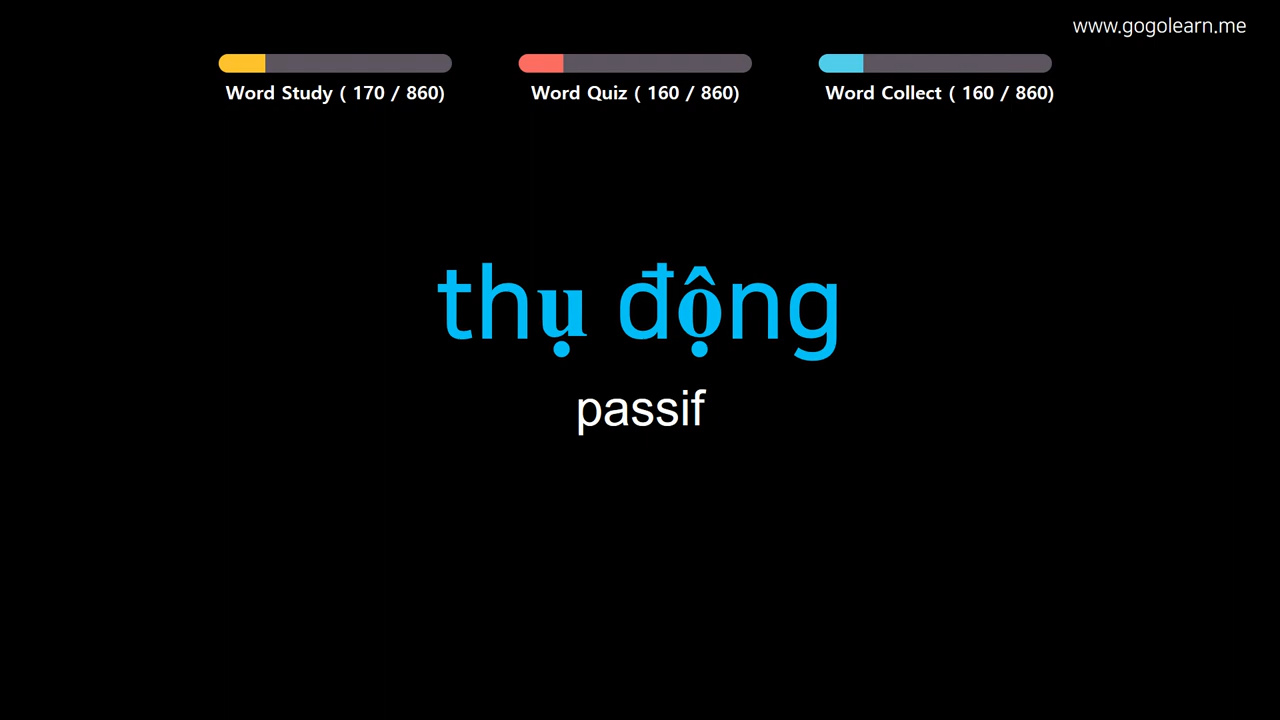 www.gogolearn.me
Word Study ( 170 / 860)
Word Quiz ( 160 / 860)
Word Collect ( 160 / 860)
thụ động
passif